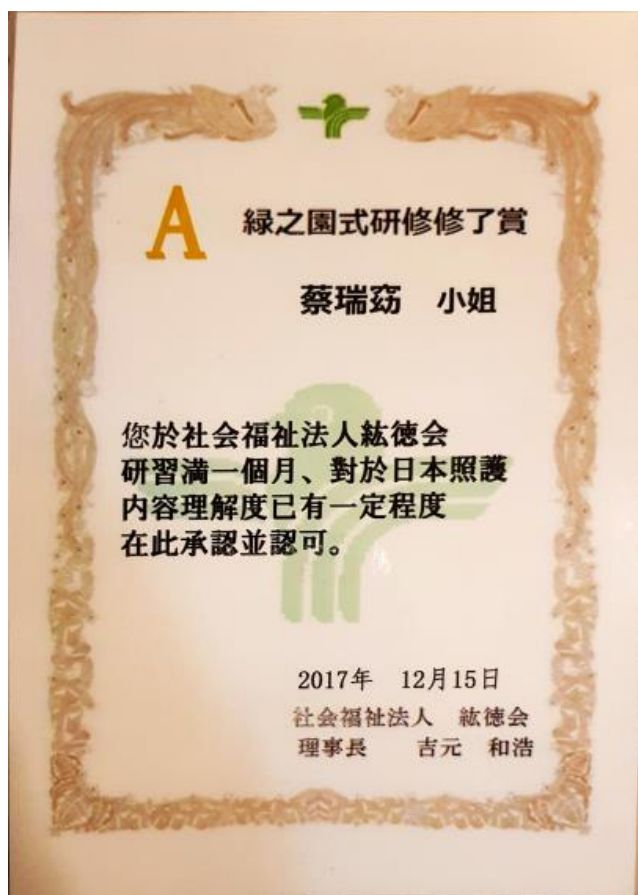 A 緑之園式研修修了賞
蔡瑞窈 小姐
您於社会福祉法人紘徳会
研習満一個月、對於日本照護
内容理解度已有一定程度
在此承認並認可。
2017年 12月15日
社会福祉法人 紘徳会
理事長 吉元 和浩